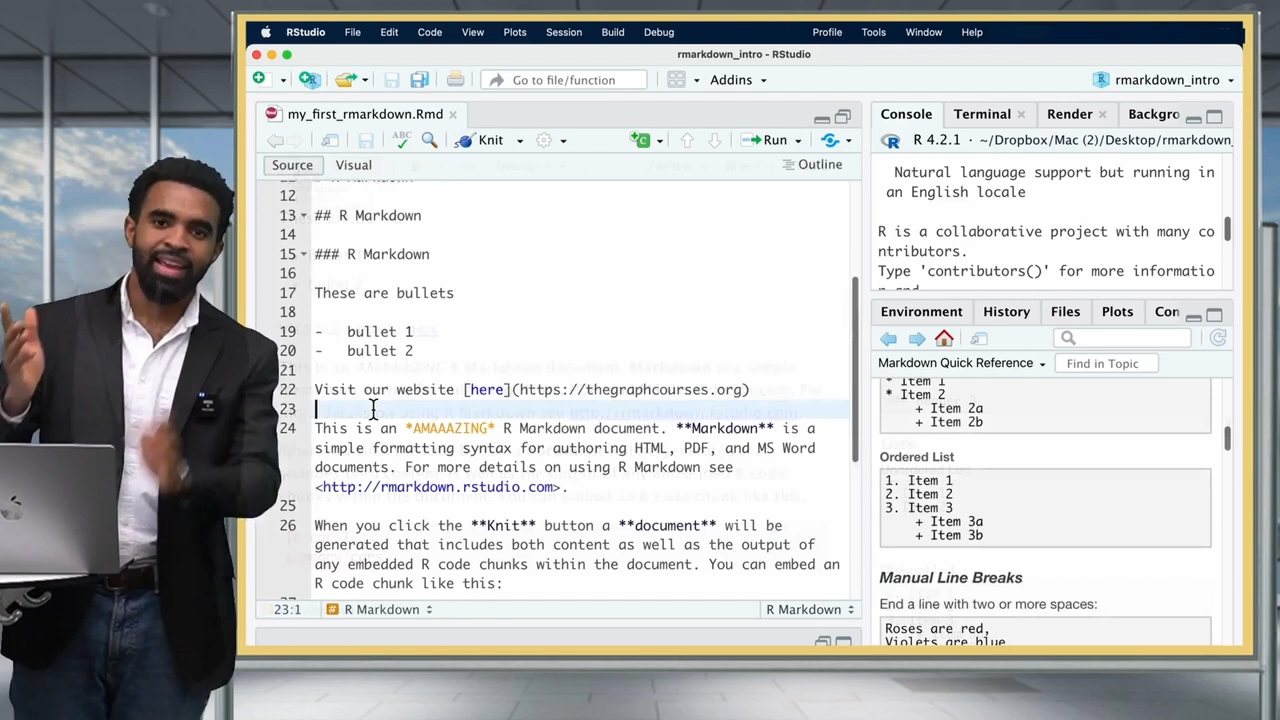 RStudio File Edit Code View Plots Session Build Debug Profile Tools Window Help
rmarkdown_intro - RStudio
Go to file/function Addins rmarkdown_intro
my_first_rmarkdown.Rmd
ABC Knit Run
Source Visual Outline
12
13 ## R Markdown
14
15 ### R Markdown
16
17 These are bullets
18
19 - bullet 1
20 - bullet 2
22 Visit our website [here](https://thegraphcourses.org)
23
24 This is an *AMAAAZING* R Markdown document. **Markdown** is a
simple formatting syntax for authoring HTML, PDF, and MS Word
documents. For more details on using R Markdown see
<http://rmarkdown.rstudio.com>.
25
26 When you click the **Knit** button a **document** will be
generated that includes both content as well as the output of
any embedded R code chunks within the document. You can embed an
R code chunk like this:
23:1 R Markdown R Markdown
Console Terminal Render Backgro
R 4.2.1 · ~/Dropbox/Mac (2)/Desktop/rmarkdown_
Natural language support but running in
an English locale
R is a collaborative project with many co
ntributors.
Type 'contributors()' for more informatio
n and
Environment History Files Plots Con
Markdown Quick Reference Find in Topic
* Item 1
* Item 2
+ Item 2a
+ Item 2b
Ordered List
1. Item 1
2. Item 2
3. Item 3
+ Item 3a
+ Item 3b
Manual Line Breaks
End a line with two or more spaces:
Roses are red,
Violets are blue